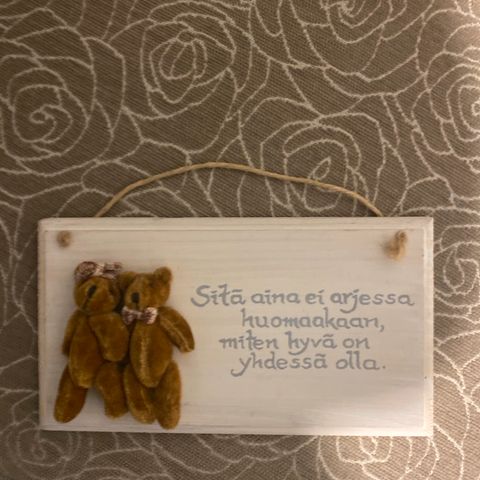 Sitä aina ei arjessa
huomaakaan,
miten hyvä on
yhdessä olla.